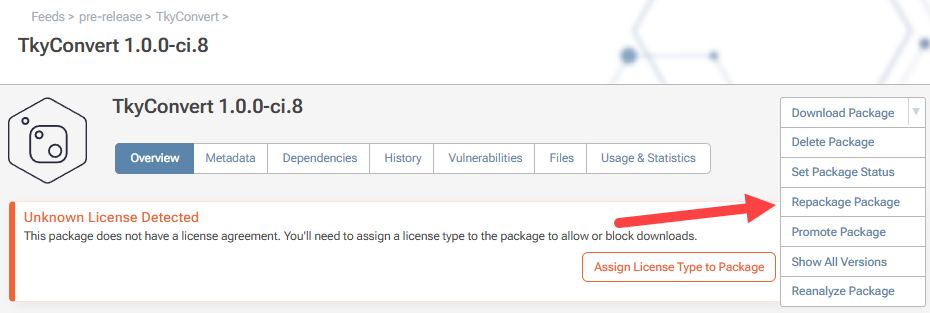 Feeds > pre-release > TkyConvert >
TkyConvert 1.0.0-ci.8
TkyConvert 1.0.0-ci.8
Overview Metadata Dependencies History Vulnerabilities Files Usage & Statistics
Unknown License Detected
This package does not have a license agreement. You'll need to assign a license type to the package to allow or block downloads.
Assign License Type to Package
Download Package
Delete Package
Set Package Status
Repackage Package
Promote Package
Show All Versions
Reanalyze Package